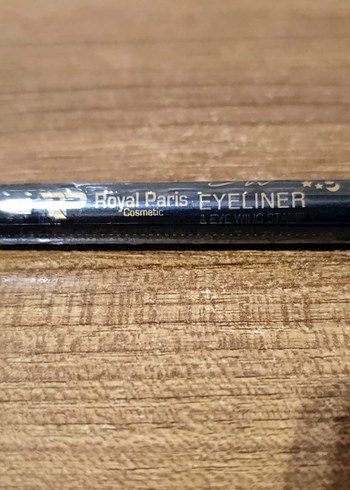 Royal Paris EYELINER
Cosmetic
& EYE WING STAMP